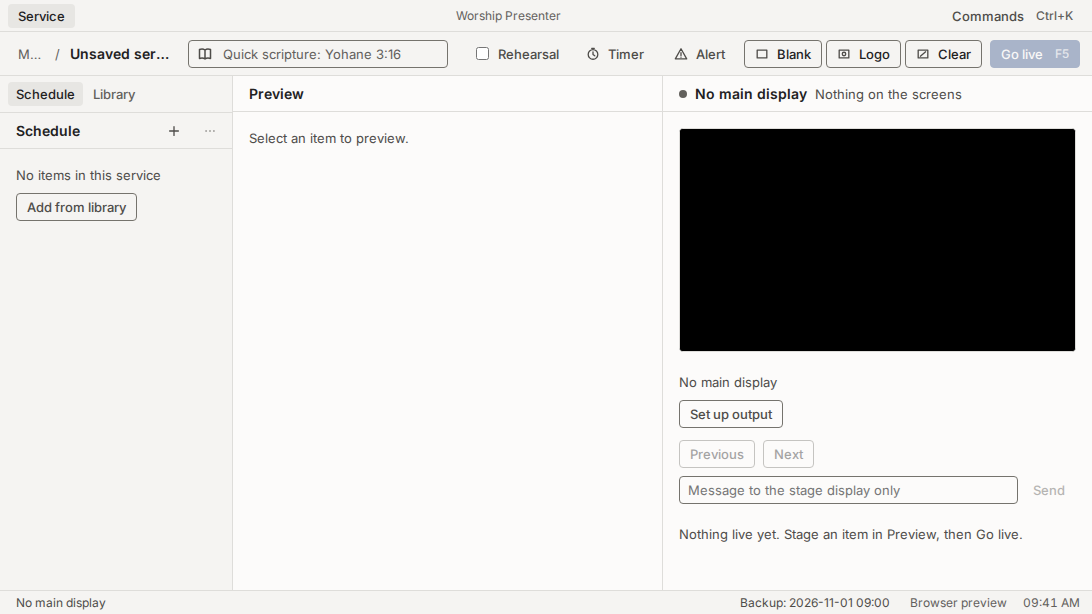 Service
Worship Presenter
Commands Ctrl+K
M... / Unsaved ser...
Quick scripture: Yohane 3:16
Rehearsal
Timer
Alert
Blank
Logo
Clear
Go live F5
Schedule Library
Schedule
No items in this service
Add from library
Preview
Select an item to preview.
No main display Nothing on the screens
No main display
Set up output
Previous Next
Message to the stage display only Send
Nothing live yet. Stage an item in Preview, then Go live.
No main display
Backup: 2026-11-01 09:00 Browser preview 09:41 AM